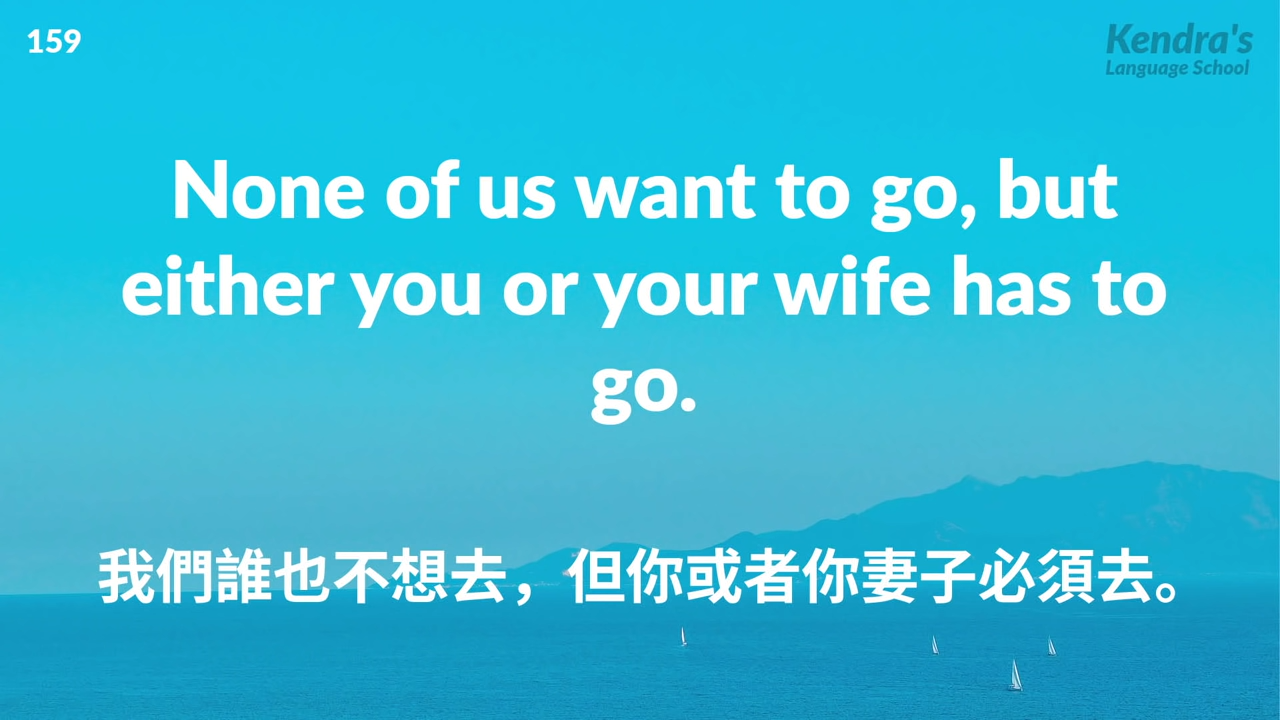 159
Kendra's
Language School
None of us want to go, but
either you or your wife has to
go.
我們誰也不想去，但你或者你妻子必須去。